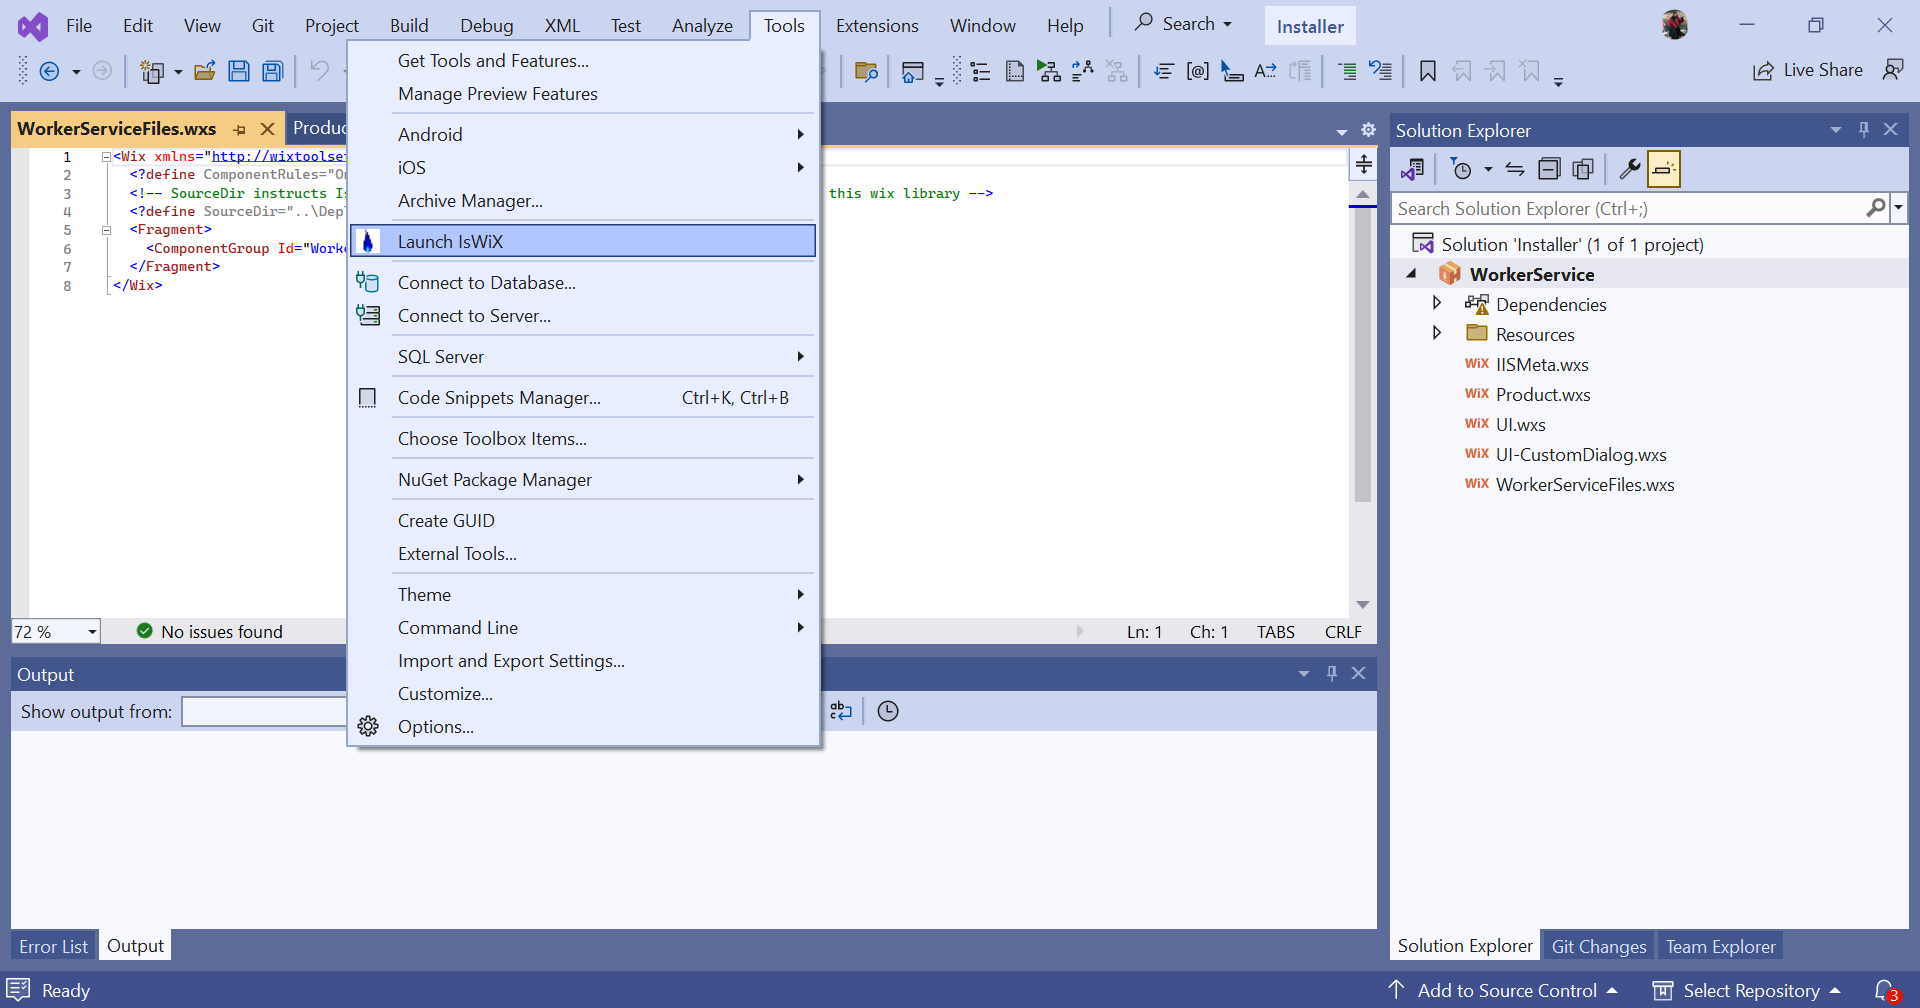 File Edit View Git Project Build Debug XML Test Analyze Tools Extensions Window Help Search Installer
Live Share
Get Tools and Features...
Manage Preview Features
Android
iOS
Archive Manager...
Launch IsWiX
Connect to Database...
Connect to Server...
SQL Server
Code Snippets Manager... Ctrl+K, Ctrl+B
Choose Toolbox Items...
NuGet Package Manager
Create GUID
External Tools...
Theme
Command Line
Import and Export Settings...
Customize...
Options...
WorkerServiceFiles.wxs Produc
1 <Wix xmlns="http://wixtoolse
2 <?define ComponentRules="O
3 <!-- SourceDir instructs I this wix library -->
4 <?define SourceDir="..\Dep
5 <Fragment>
6 <ComponentGroup Id="Work
7 </Fragment>
8 </Wix>
72 % No issues found Ln: 1 Ch: 1 TABS CRLF
Output
Show output from:
Error List Output
Solution Explorer
Search Solution Explorer (Ctrl+;)
Solution 'Installer' (1 of 1 project)
WorkerService
Dependencies
Resources
WiX IISMeta.wxs
WiX Product.wxs
WiX UI.wxs
WiX UI-CustomDialog.wxs
WiX WorkerServiceFiles.wxs
Solution Explorer Git Changes Team Explorer
Ready Add to Source Control Select Repository 3